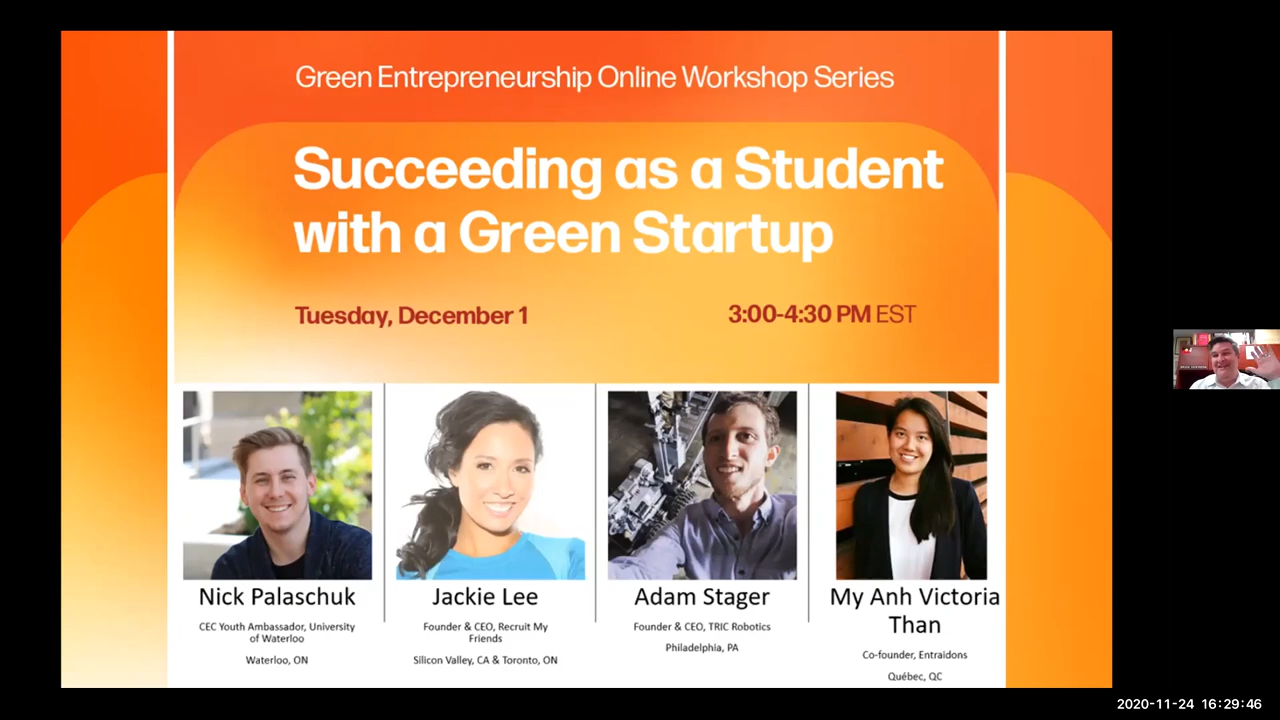 Green Entrepreneurship Online Workshop Series
Succeeding as a Student
with a Green Startup
Tuesday, December 1
3:00-4:30 PM EST
Nick Palaschuk
CEC Youth Ambassador, University
of Waterloo
Waterloo, ON
Jackie Lee
Founder & CEO, Recruit My
Friends
Silicon Valley, CA & Toronto, ON
Adam Stager
Founder & CEO, TRIC Robotics
Philadelphia, PA
My Anh Victoria
Than
Co-founder, Entraidons
Québec, QC
2020-11-24 16:29:46